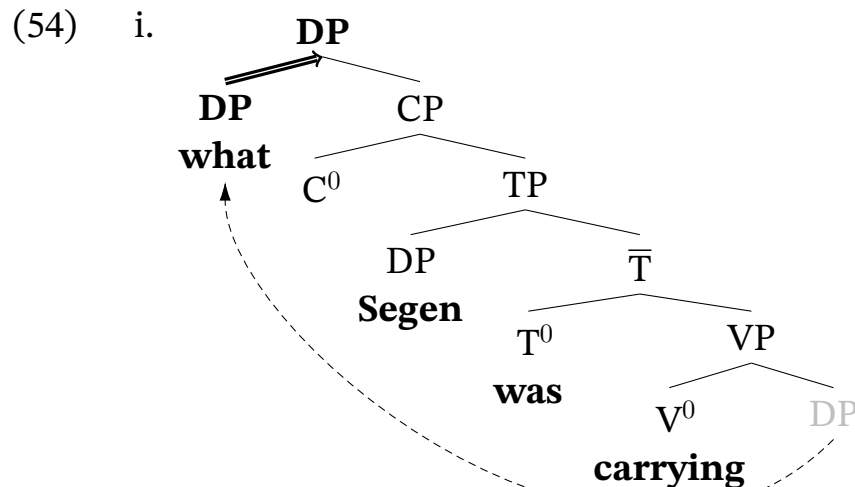 (54) i. DP
DP CP
what C⁰ TP
DP T̅
Segen T⁰ VP
was V⁰ DP
carrying